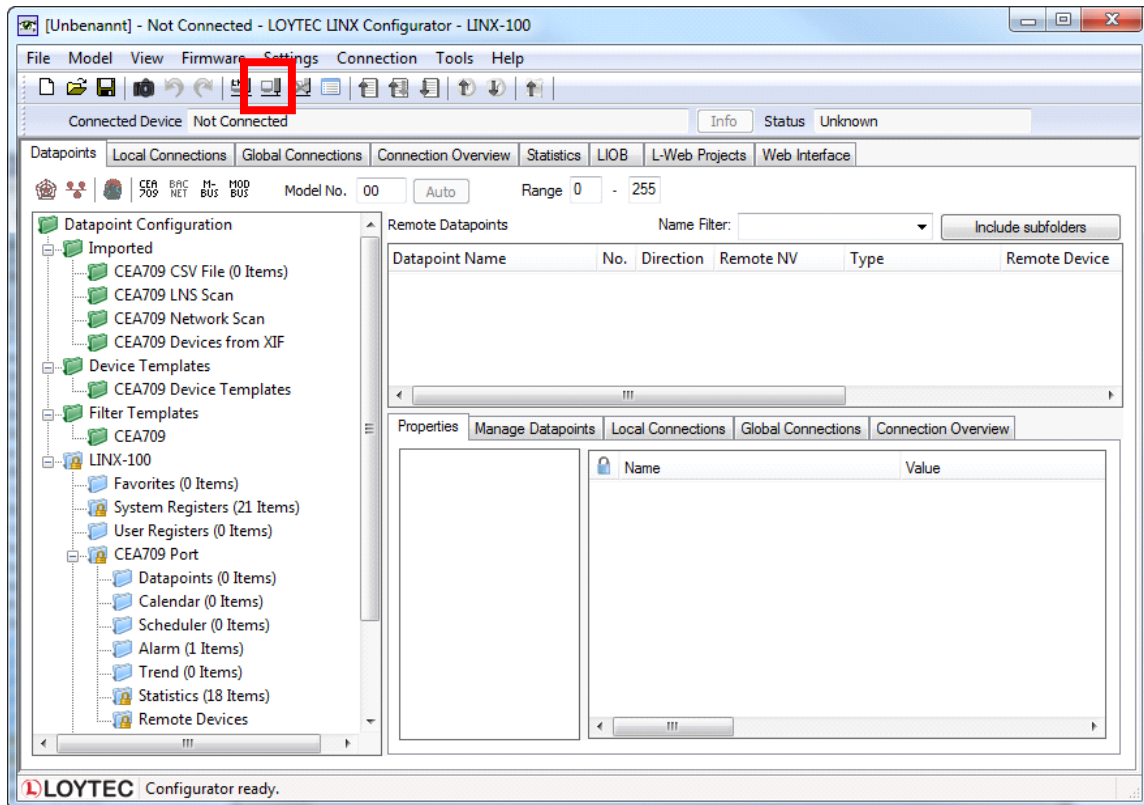 [Unbenannt] - Not Connected - LOYTEC LINX Configurator - LINX-100
File Model View Firmware Settings Connection Tools Help
Connected Device Not Connected Info Status Unknown
Datapoints Local Connections Global Connections Connection Overview Statistics LIOB L-Web Projects Web Interface
CEA 709 BAC NET M- BUS MOD BUS Model No. 00 Auto Range 0 - 255
Datapoint Configuration
Imported
CEA709 CSV File (0 Items)
CEA709 LNS Scan
CEA709 Network Scan
CEA709 Devices from XIF
Device Templates
CEA709 Device Templates
Filter Templates
CEA709
LINX-100
Favorites (0 Items)
System Registers (21 Items)
User Registers (0 Items)
CEA709 Port
Datapoints (0 Items)
Calendar (0 Items)
Scheduler (0 Items)
Alarm (1 Items)
Trend (0 Items)
Statistics (18 Items)
Remote Devices
Remote Datapoints Name Filter: Include subfolders
Datapoint Name No. Direction Remote NV Type Remote Device
Properties Manage Datapoints Local Connections Global Connections Connection Overview
Name Value
LOYTEC Configurator ready.